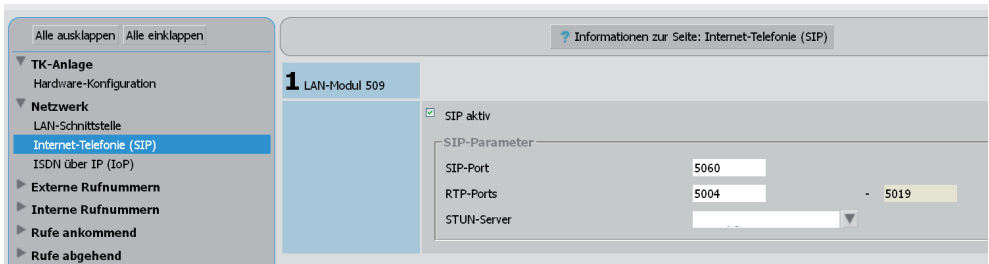 Alle ausklappen Alle einklappen
TK-Anlage
Hardware-Konfiguration
Netzwerk
LAN-Schnittstelle
Internet-Telefonie (SIP)
ISDN über IP (IoP)
Externe Rufnummern
Interne Rufnummern
Rufe ankommend
Rufe abgehend
? Informationen zur Seite: Internet-Telefonie (SIP)
1 LAN-Modul 509
SIP aktiv
SIP-Parameter
SIP-Port 5060
RTP-Ports 5004 - 5019
STUN-Server